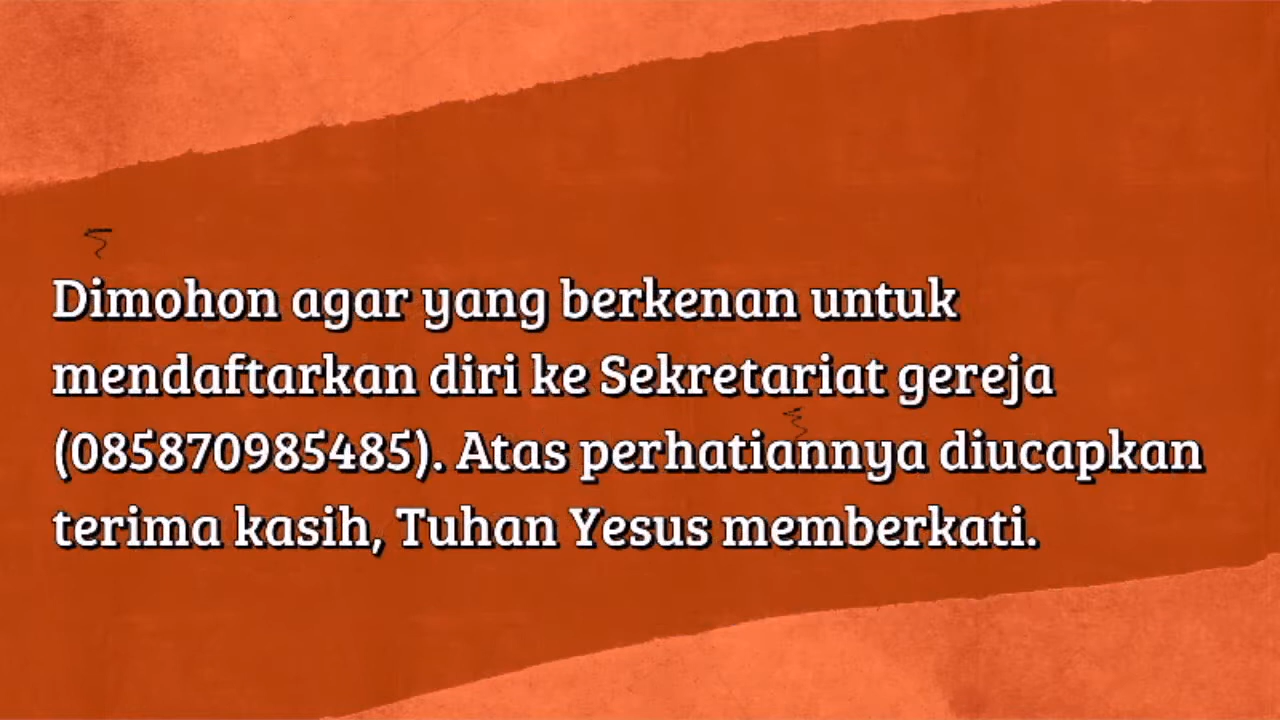 Dimohon agar yang berkenan untuk
mendaftarkan diri ke Sekretariat gereja
(085870985485). Atas perhatiannya diucapkan
terima kasih, Tuhan Yesus memberkati.